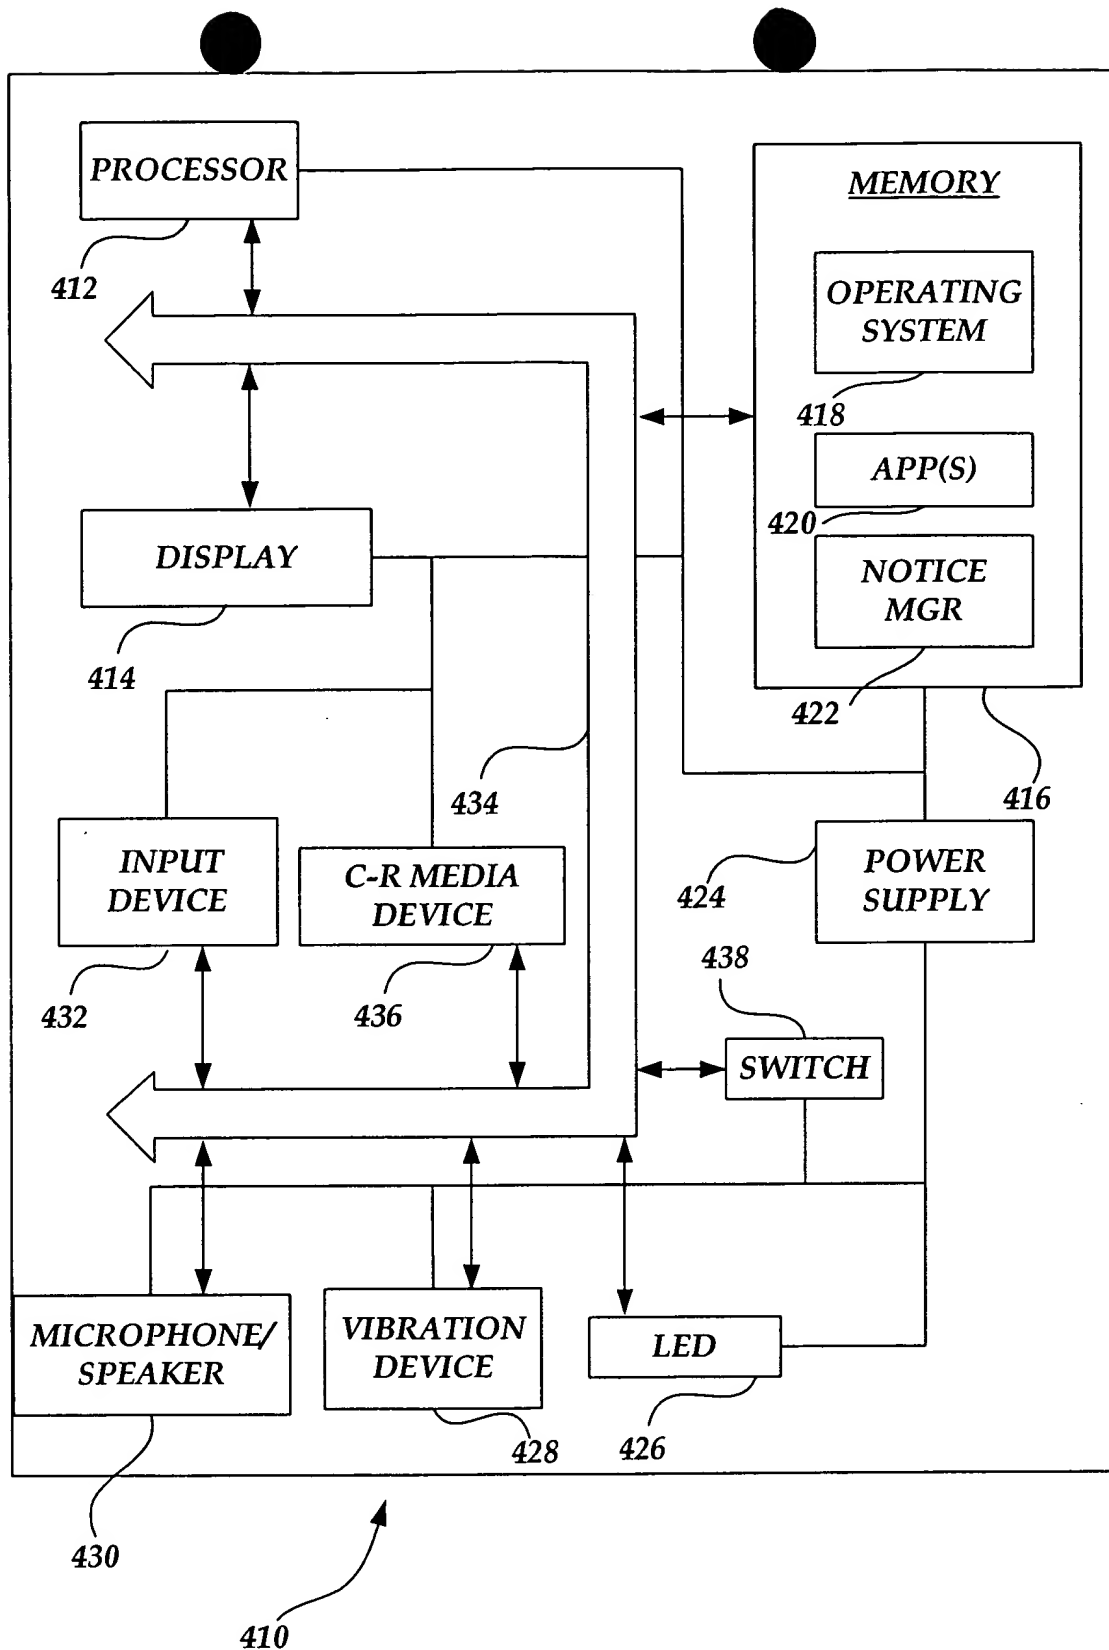 PROCESSOR
412
MEMORY
OPERATING
SYSTEM
418
APP(S)
420
NOTICE
MGR
422
416
DISPLAY
414
434
INPUT
DEVICE
432
C-R MEDIA
DEVICE
436
POWER
SUPPLY
424
438
SWITCH
MICROPHONE/
SPEAKER
430
VIBRATION
DEVICE
428
LED
426
410